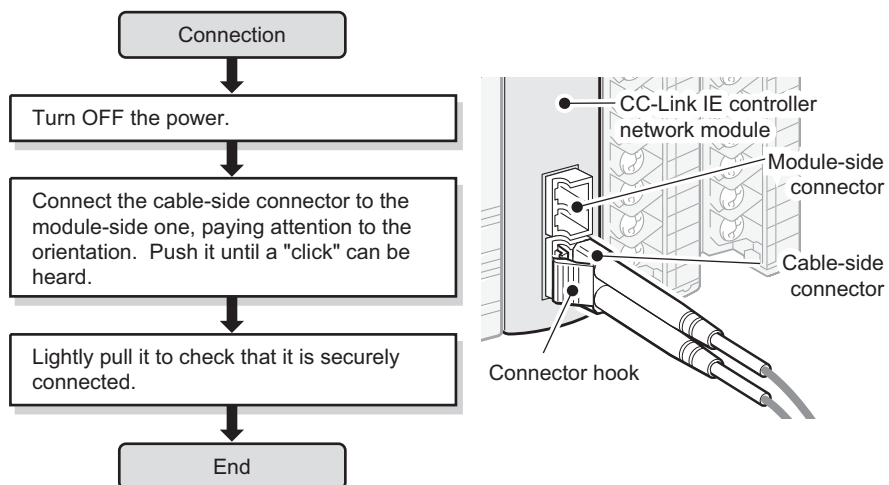 Connection
Turn OFF the power.
Connect the cable-side connector to the
module-side one, paying attention to the
orientation.  Push it until a "click" can be
heard.
Lightly pull it to check that it is securely
connected.
End
CC-Link IE controller
network module
Module-side
connector
Cable-side
connector
Connector hook